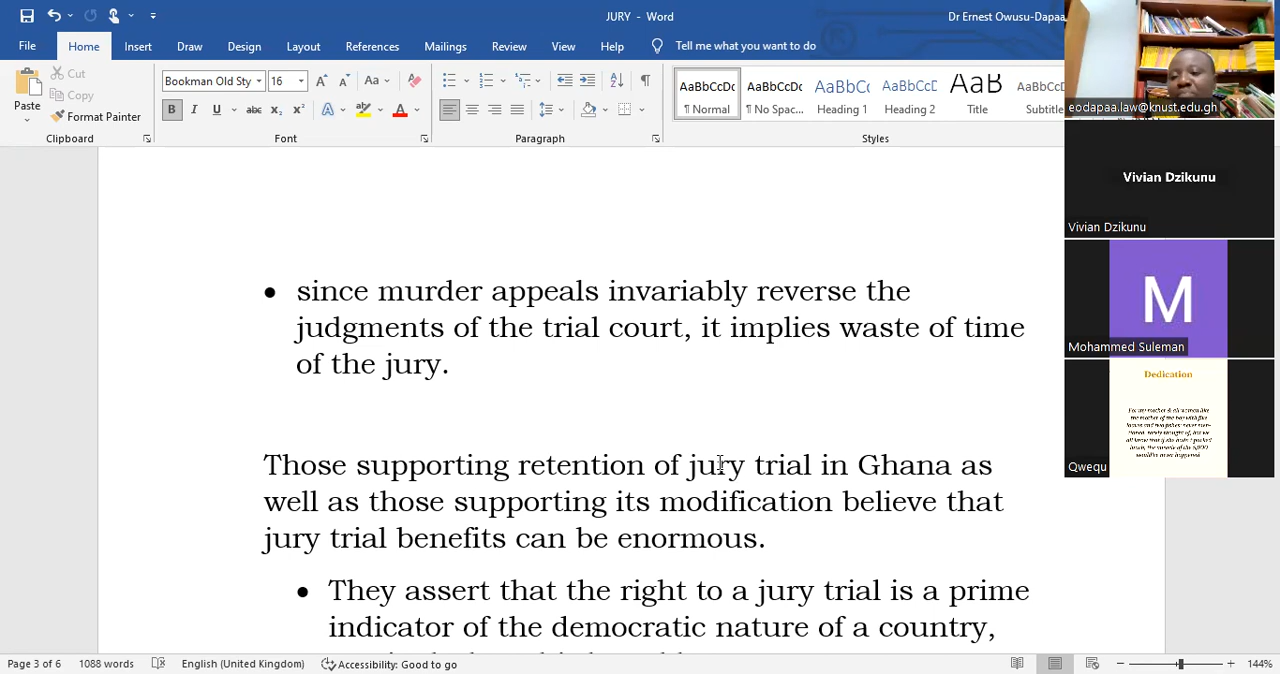 JURY - Word
Dr Ernest Owusu-Dapaa
File
Home
Insert
Draw
Design
Layout
References
Mailings
Review
View
Help
Tell me what you want to do
Paste
Cut
Copy
Format Painter
Clipboard
Bookman Old Sty
16
Font
Paragraph
AaBbCcDc
¶ Normal
AaBbCcDc
¶ No Spac...
AaBbCc
Heading 1
AaBbCcD
Heading 2
AaB
Title
AaBbCcD
Subtitle
Styles
eodapaa.law@knust.edu.gh
Vivian Dzikunu
Vivian Dzikunu
M
Mohammed Suleman
Dedication
Qwequ
• since murder appeals invariably reverse the
judgments of the trial court, it implies waste of time
of the jury.
Those supporting retention of jury trial in Ghana as
well as those supporting its modification believe that
jury trial benefits can be enormous.
• They assert that the right to a jury trial is a prime
indicator of the democratic nature of a country,
Page 3 of 6
1088 words
English (United Kingdom)
Accessibility: Good to go
144%